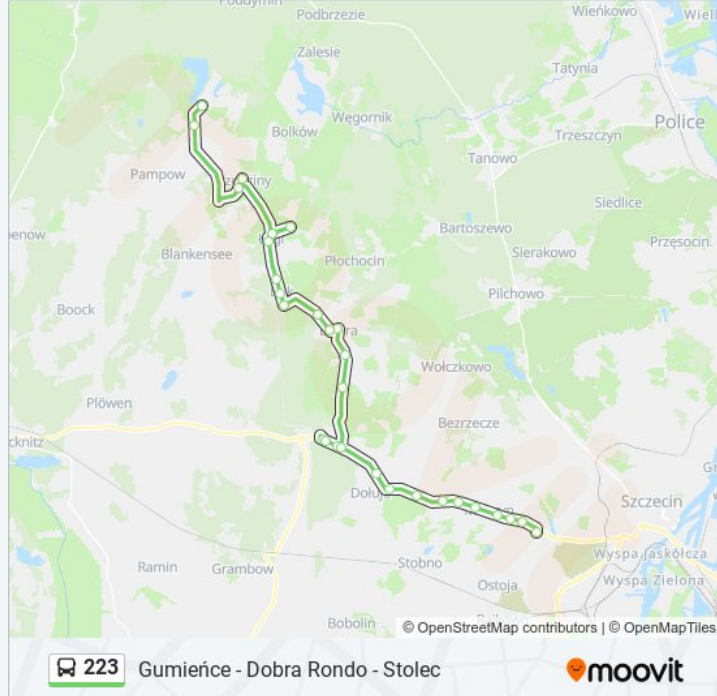 Podbrzezie
Wieńkowo
Zalesie
Tatynia
Węgornik
Bolków
Police
Trzeszczyn
Tanowo
Pampow
Siedlice
Bartoszewo
Przęsocin
Blankensee
Sierakowo
Płochocin
Pilchowo
Boock
Wołczkowo
Plöwen
Bezrzecze
Szczecin
Wyspa Jaskółcza
Ramin
Grambow
Stobno
Wyspa Zielona
Ostoja
Bobolin
© OpenStreetMap contributors | © OpenMapTiles
223 Gumieńce - Dobra Rondo - Stolec
moovit